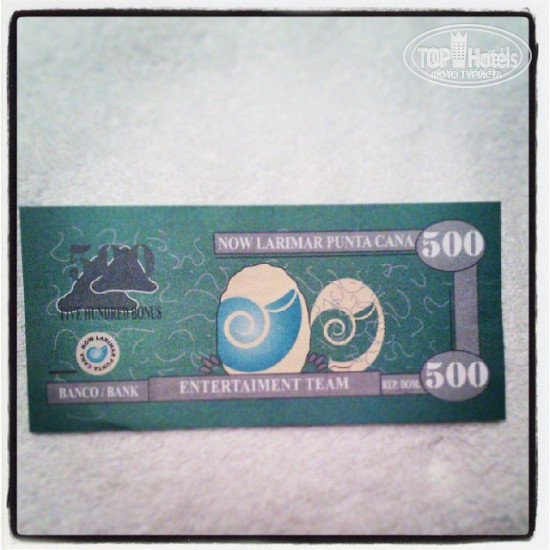 TOP Hotels
ФОТО ТУРИСТА
NOW LARIMAR PUNTA CANA
500
500
FIVE HUNDRED BONUS
NOW LARIMAR PUNTA CANA
BANCO / BANK
ENTERTAIMENT TEAM
REP. DOM.
500